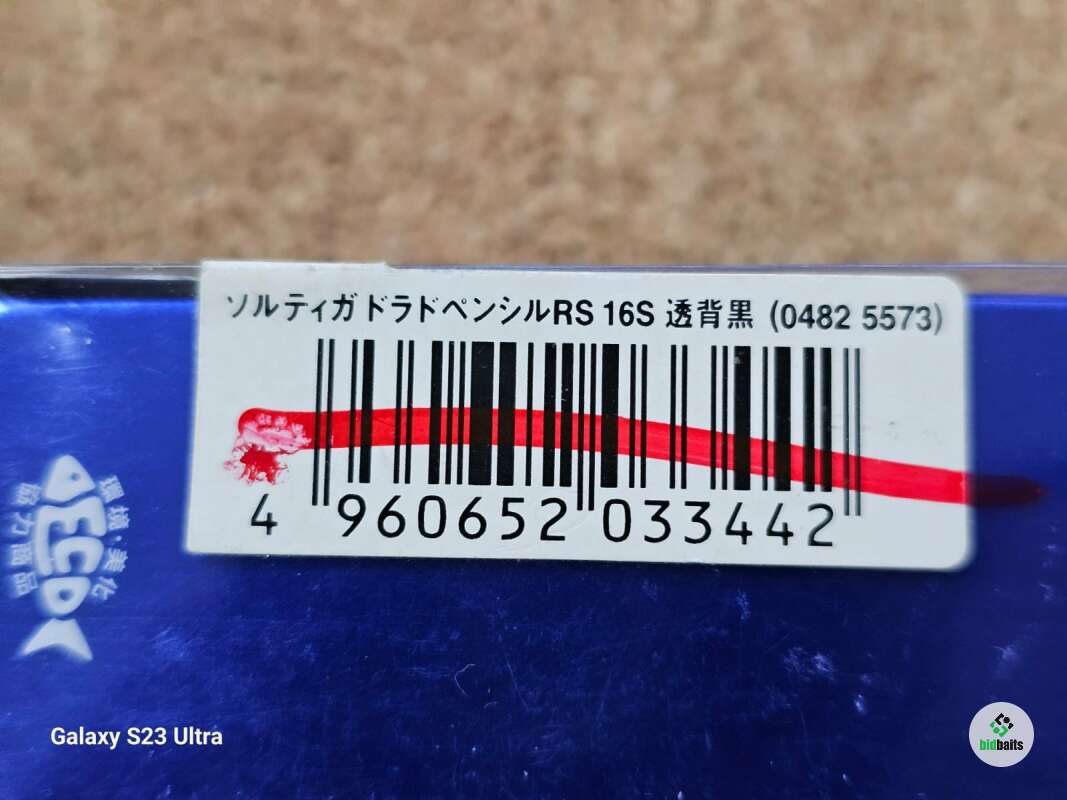 ソルティガ ドラドペンシルRS 16S 透背黒 (0482 5573)
4 960652 033442
環境・美化
ECO
協力商品
Galaxy S23 Ultra
bidbaits